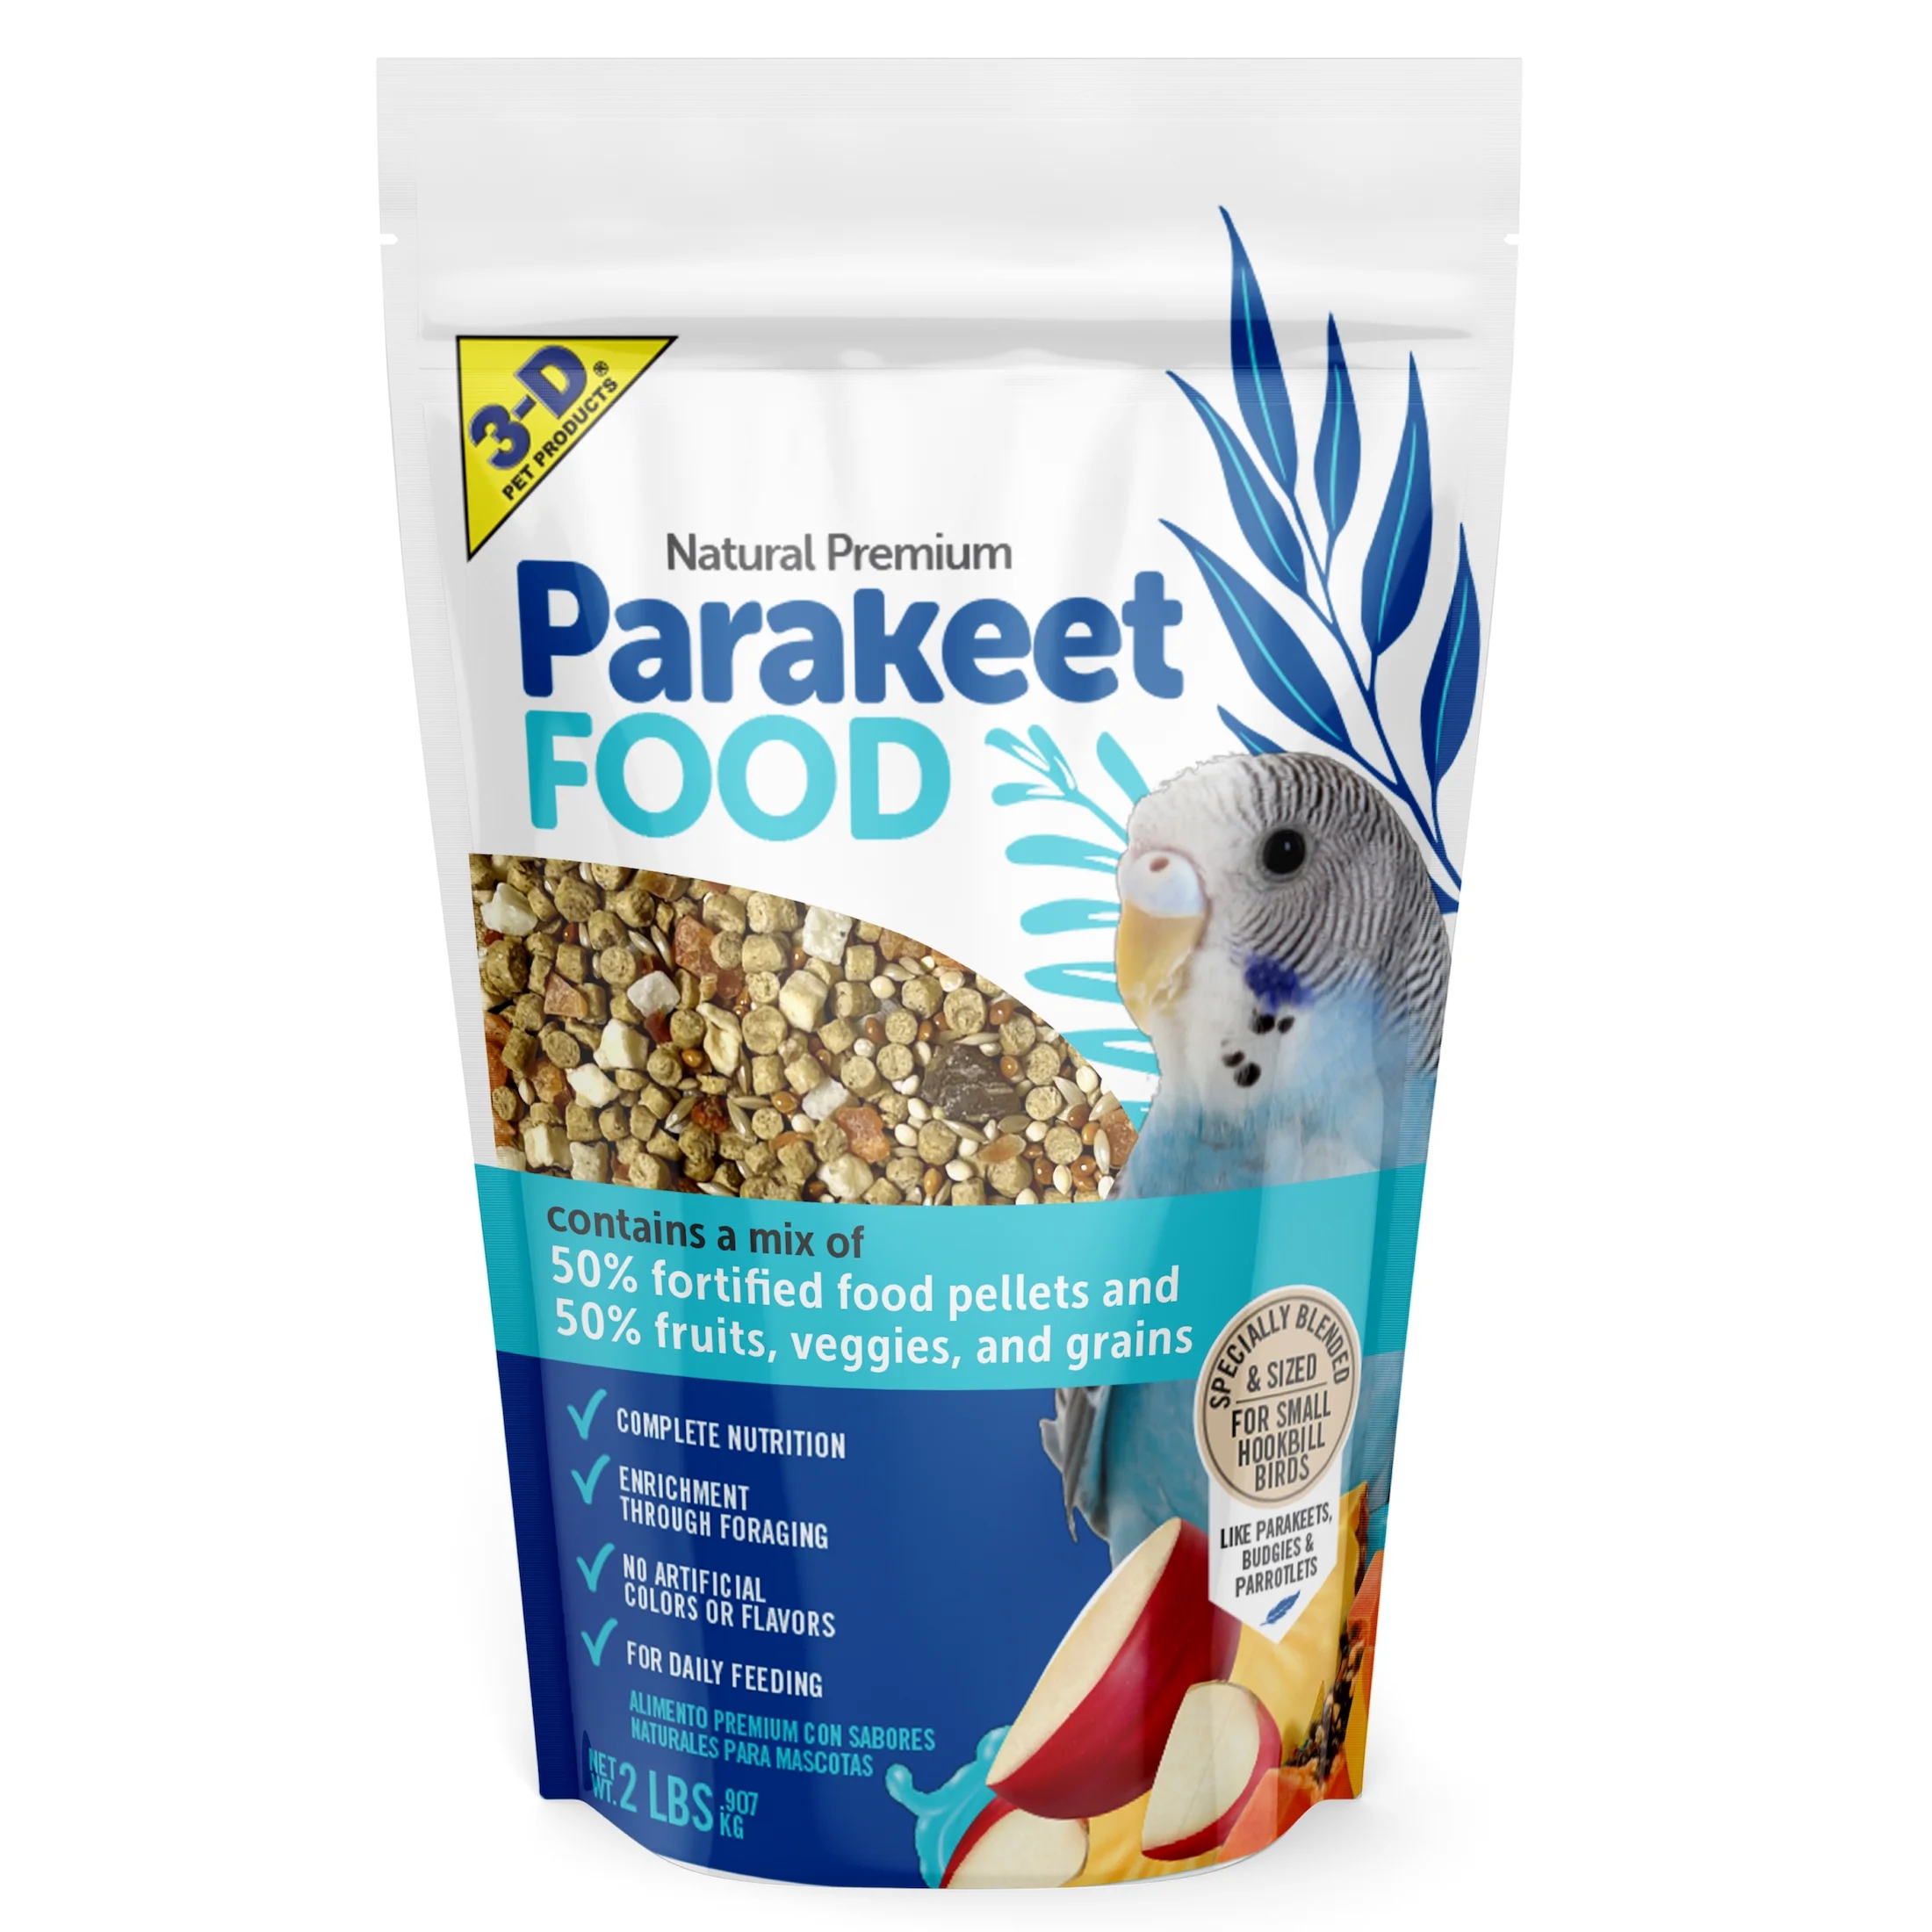 3-D®
PET PRODUCTS
Natural Premium
Parakeet
FOOD
contains a mix of
50% fortified food pellets and
50% fruits, veggies, and grains
COMPLETE NUTRITION
ENRICHMENT
THROUGH FORAGING
NO ARTIFICIAL
COLORS OR FLAVORS
FOR DAILY FEEDING
ALIMENTO PREMIUM CON SABORES
NATURALES PARA MASCOTAS
NET WT. 2 LBS .907 KG
SPECIALLY BLENDED
& SIZED
FOR SMALL
HOOKBILL
BIRDS
LIKE PARAKEETS,
BUDGIES &
PARROTLETS